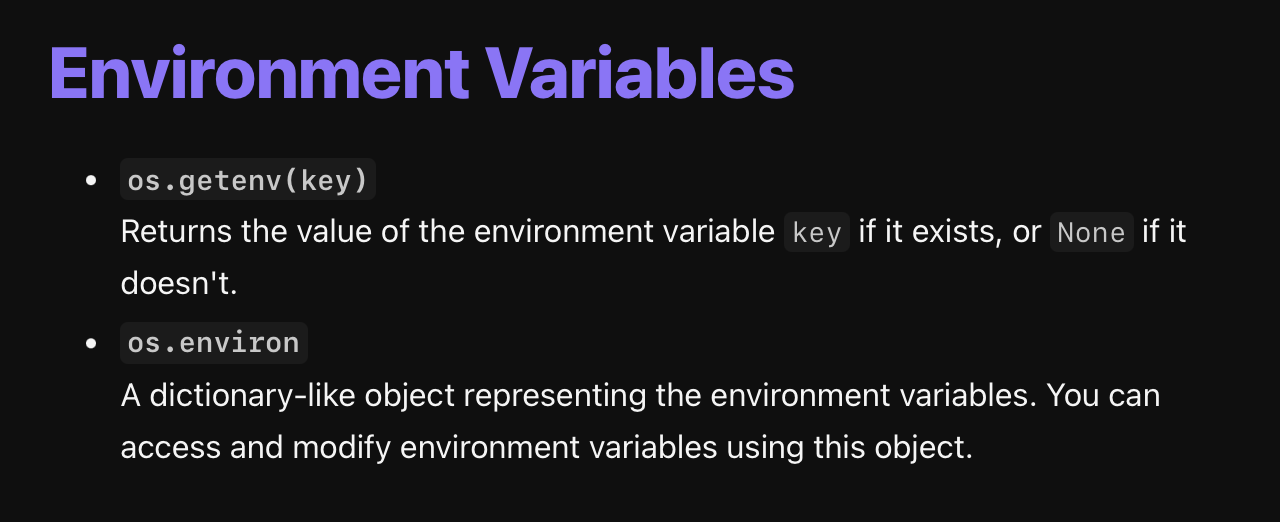 Environment Variables
• os.getenv(key)
Returns the value of the environment variable key if it exists, or None if it
doesn't.
• os.environ
A dictionary-like object representing the environment variables. You can
access and modify environment variables using this object.